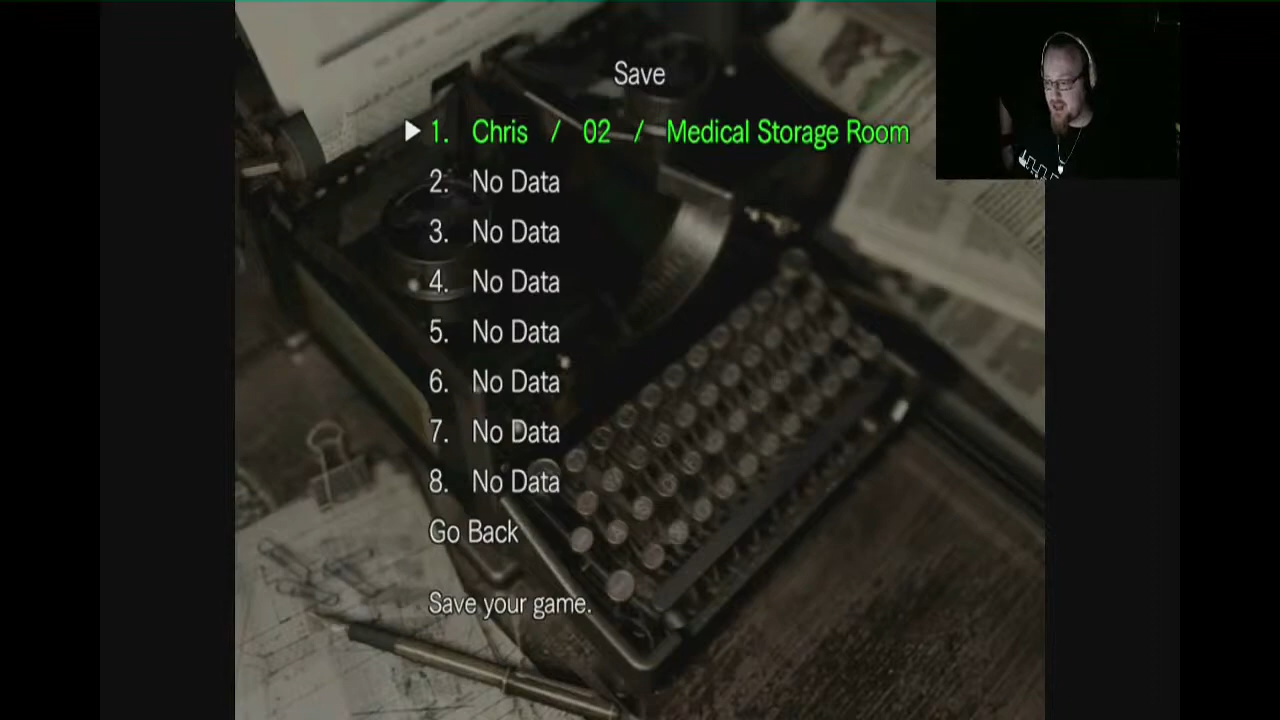 Save
1. Chris / 02 / Medical Storage Room
2. No Data
3. No Data
4. No Data
5. No Data
6. No Data
7. No Data
8. No Data
Go Back
Save your game.